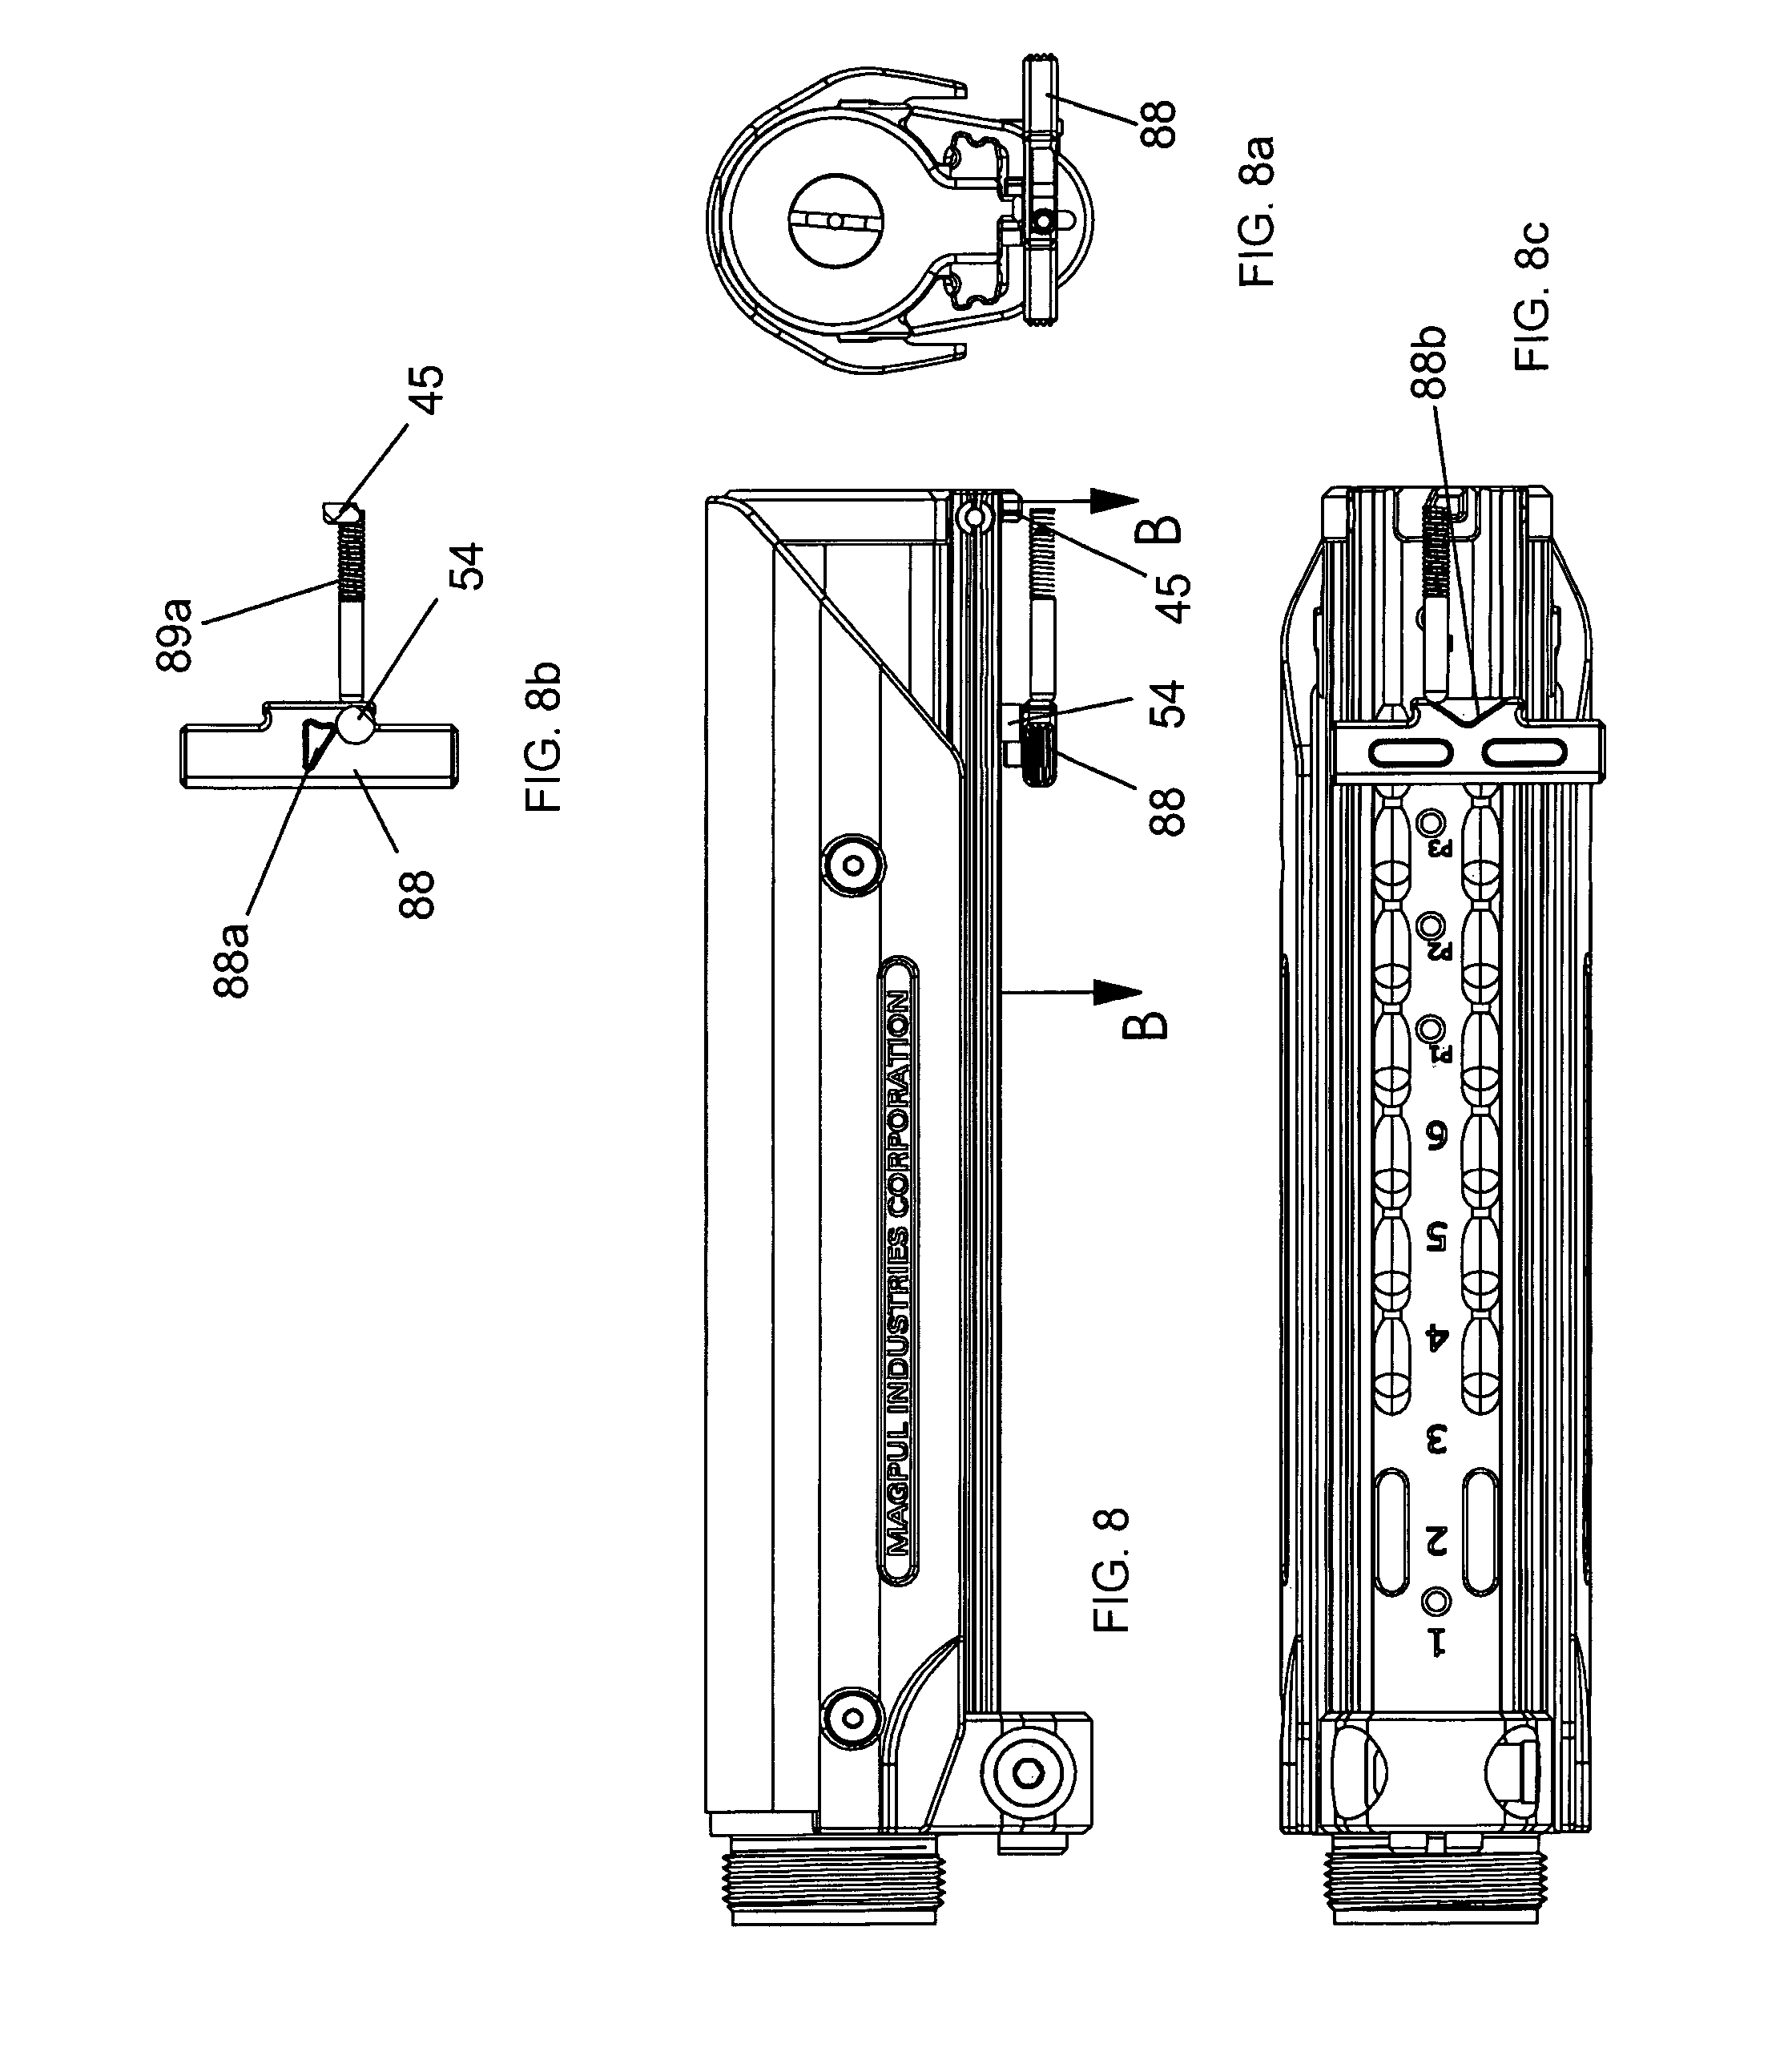 88
FIG. 8a
45
89a
54
88a
88
FIG. 8b
MAGPUL INDUSTRIES CORPORATION
B
B
45
54
88
FIG. 8
88b
FIG. 8c
1
2
3
4
5
6
P1
P2
P3